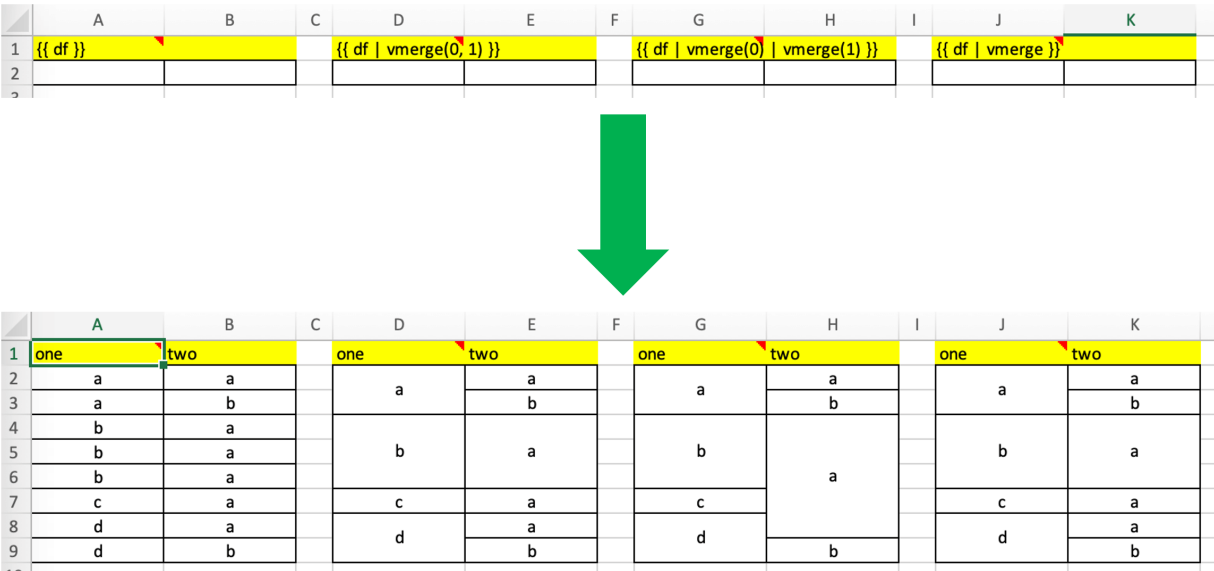 A B C D E F G H I J K
1 {{ df }} {{ df | vmerge(0, 1) }} {{ df | vmerge(0) | vmerge(1) }} {{ df | vmerge }}
2
A B C D E F G H I J K
1 one two one two one two one two
2 a a a a a a a a
3 a b b b b
4 b a b a b a b a
5 b a
6 b a
7 c a c a c c a
8 d a d a d d a
9 d b b b b